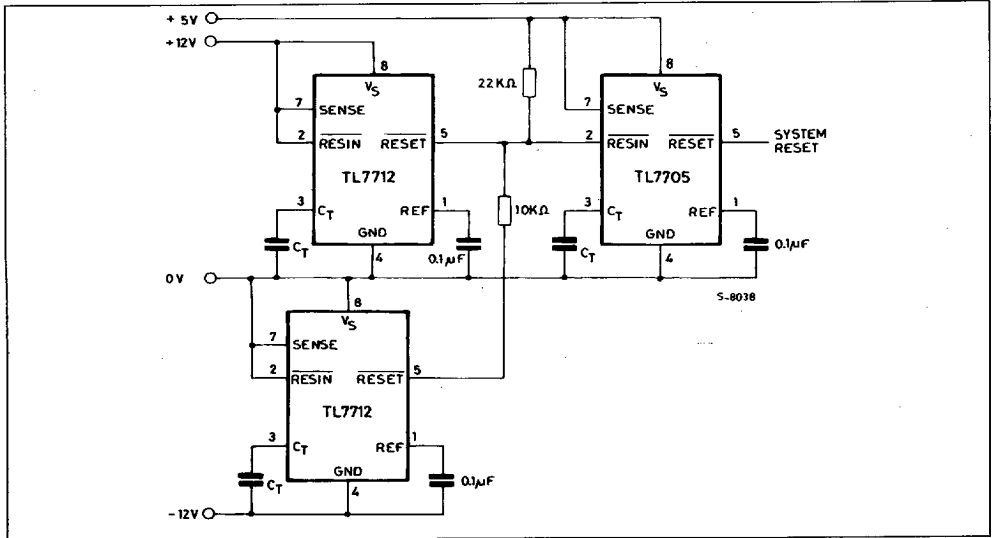 + 5V
+12V
8
VS
7 SENSE
2 RESIN RESET 5
TL7712
3 CT
REF 1
GND
4
CT
0.1µF
22KΩ
10KΩ
8
VS
7 SENSE
2 RESIN RESET 5
SYSTEM
RESET
TL7705
3 CT
REF 1
GND
4
CT
0.1µF
S-8038
0V
8
VS
7 SENSE
2 RESIN RESET 5
TL7712
3 CT
REF 1
GND
4
CT
0.1µF
-12V